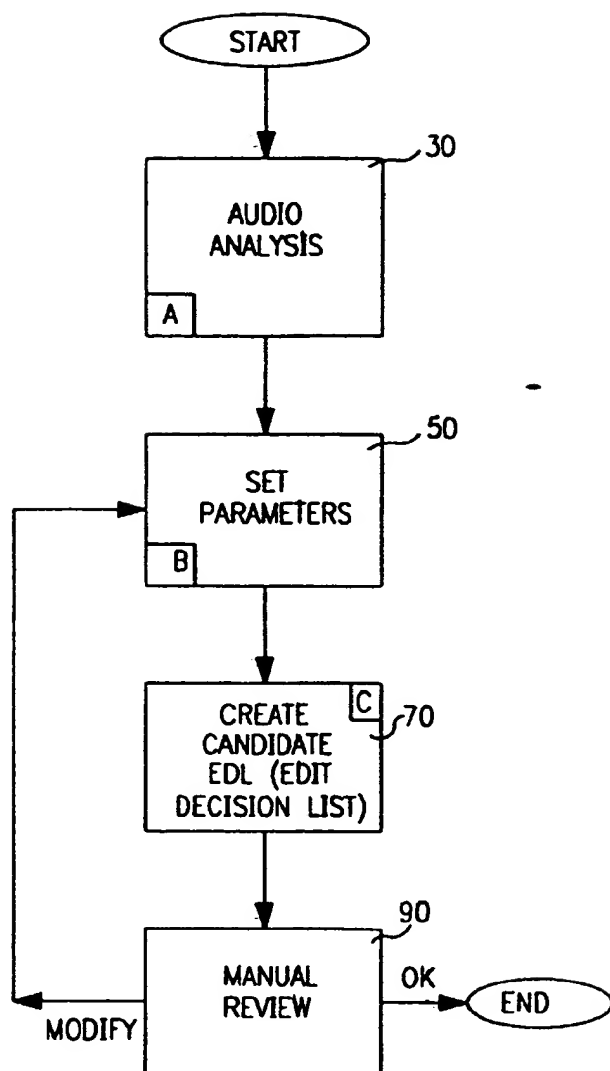 START
30
AUDIO
ANALYSIS
A
50
SET
PARAMETERS
B
C
70
CREATE
CANDIDATE
EDL (EDIT
DECISION LIST)
90
MANUAL
REVIEW
OK
END
MODIFY